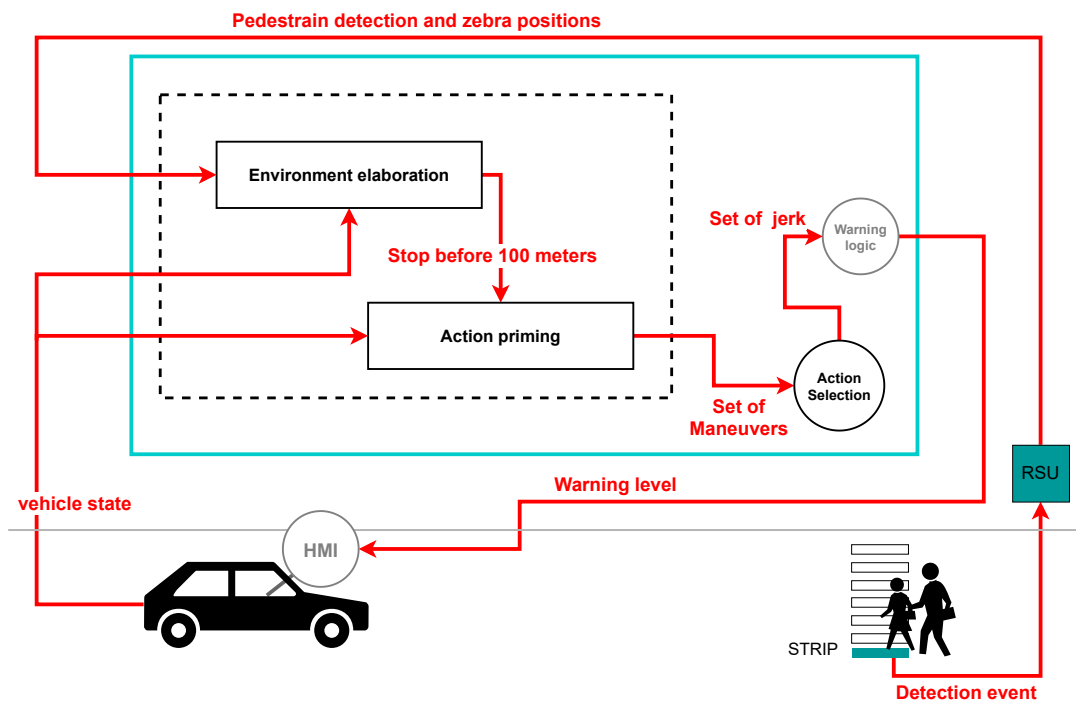 Pedestrain detection and zebra positions
Environment elaboration
Set of jerk
Warning
logic
Stop before 100 meters
Action priming
Action
Selection
Set of
Maneuvers
RSU
Warning level
vehicle state
HMI
STRIP
Detection event